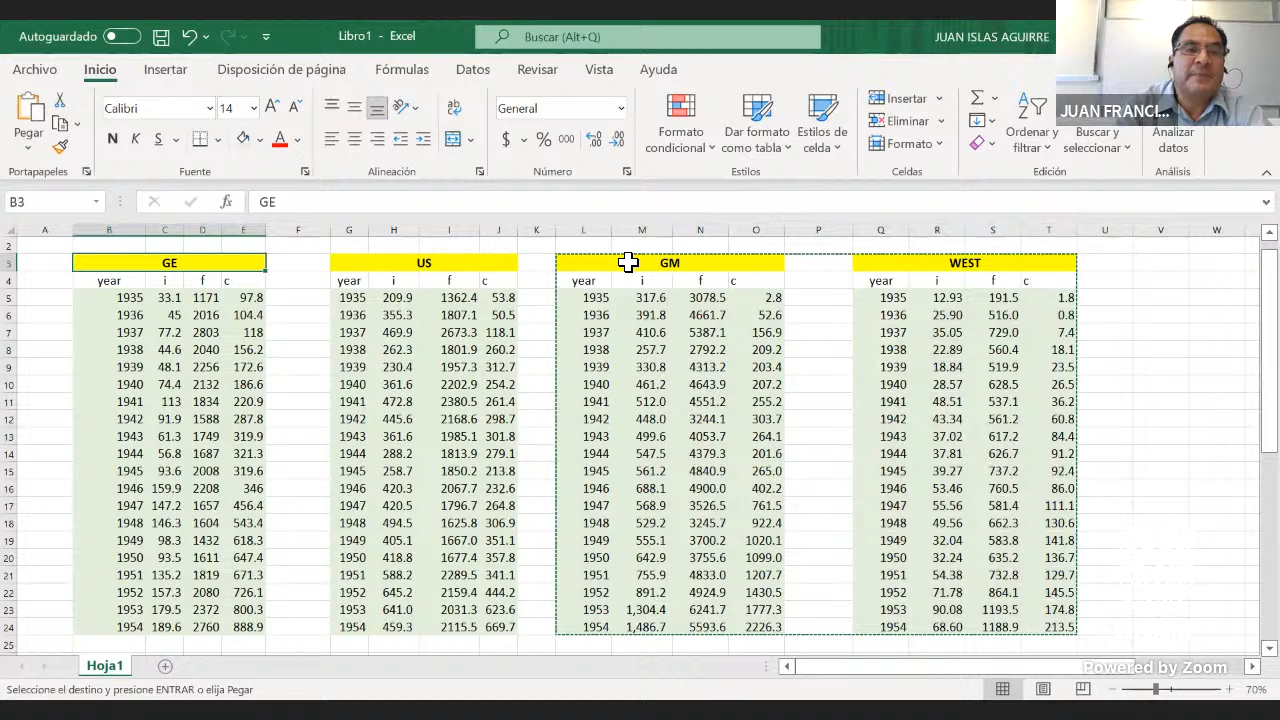 Autoguardado
Libro1 - Excel
Buscar (Alt+Q)
JUAN ISLAS AGUIRRE
JUAN FRANCI...
Archivo Inicio Insertar Disposición de página Fórmulas Datos Revisar Vista Ayuda
Pegar
Calibri 14
N K S
ab
General
$ % 000
Formato condicional
Dar formato como tabla
Estilos de celda
Insertar
Eliminar
Formato
Ordenar y filtrar
Buscar y seleccionar
Analizar datos
Portapapeles Fuente Alineación Número Estilos Celdas Edición Análisis
B3 fx GE
A B C D E F G H I J K L M N O P Q R S T U V W
2
3 GE US GM WEST
4 year i f c year i f c year i f c year i f c
5 1935 33.1 1171 97.8 1935 209.9 1362.4 53.8 1935 317.6 3078.5 2.8 1935 12.93 191.5 1.8
6 1936 45 2016 104.4 1936 355.3 1807.1 50.5 1936 391.8 4661.7 52.6 1936 25.90 516.0 0.8
7 1937 77.2 2803 118 1937 469.9 2673.3 118.1 1937 410.6 5387.1 156.9 1937 35.05 729.0 7.4
8 1938 44.6 2040 156.2 1938 262.3 1801.9 260.2 1938 257.7 2792.2 209.2 1938 22.89 560.4 18.1
9 1939 48.1 2256 172.6 1939 230.4 1957.3 312.7 1939 330.8 4313.2 203.4 1939 18.84 519.9 23.5
10 1940 74.4 2132 186.6 1940 361.6 2202.9 254.2 1940 461.2 4643.9 207.2 1940 28.57 628.5 26.5
11 1941 113 1834 220.9 1941 472.8 2380.5 261.4 1941 512.0 4551.2 255.2 1941 48.51 537.1 36.2
12 1942 91.9 1588 287.8 1942 445.6 2168.6 298.7 1942 448.0 3244.1 303.7 1942 43.34 561.2 60.8
13 1943 61.3 1749 319.9 1943 361.6 1985.1 301.8 1943 499.6 4053.7 264.1 1943 37.02 617.2 84.4
14 1944 56.8 1687 321.3 1944 288.2 1813.9 279.1 1944 547.5 4379.3 201.6 1944 37.81 626.7 91.2
15 1945 93.6 2008 319.6 1945 258.7 1850.2 213.8 1945 561.2 4840.9 265.0 1945 39.27 737.2 92.4
16 1946 159.9 2208 346 1946 420.3 2067.7 232.6 1946 688.1 4900.0 402.2 1946 53.46 760.5 86.0
17 1947 147.2 1657 456.4 1947 420.5 1796.7 264.8 1947 568.9 3526.5 761.5 1947 55.56 581.4 111.1
18 1948 146.3 1604 543.4 1948 494.5 1625.8 306.9 1948 529.2 3245.7 922.4 1948 49.56 662.3 130.6
19 1949 98.3 1432 618.3 1949 405.1 1667.0 351.1 1949 555.1 3700.2 1020.1 1949 32.04 583.8 141.8
20 1950 93.5 1611 647.4 1950 418.8 1677.4 357.8 1950 642.9 3755.6 1099.0 1950 32.24 635.2 136.7
21 1951 135.2 1819 671.3 1951 588.2 2289.5 341.1 1951 755.9 4833.0 1207.7 1951 54.38 732.8 129.7
22 1952 157.3 2080 726.1 1952 645.2 2159.4 444.2 1952 891.2 4924.9 1430.5 1952 71.78 864.1 145.5
23 1953 179.5 2372 800.3 1953 641.0 2031.3 623.6 1953 1,304.4 6241.7 1777.3 1953 90.08 1193.5 174.8
24 1954 189.6 2760 888.9 1954 459.3 2115.5 669.7 1954 1,486.7 5593.6 2226.3 1954 68.60 1188.9 213.5
25
Hoja1
Powered by Zoom
Seleccione el destino y presione ENTRAR o elija Pegar
70%